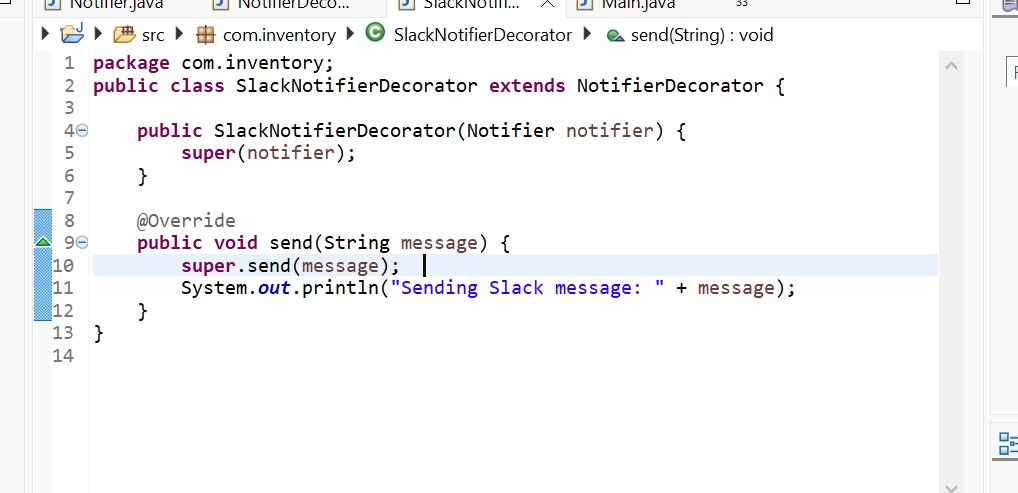 Notifier.java NotifierDeco... SlackNotifi... Main.java 33
src com.inventory SlackNotifierDecorator send(String) : void
1 package com.inventory;
2 public class SlackNotifierDecorator extends NotifierDecorator {
3
4 public SlackNotifierDecorator(Notifier notifier) {
5 super(notifier);
6 }
7
8 @Override
9 public void send(String message) {
10 super.send(message);
11 System.out.println("Sending Slack message: " + message);
12 }
13 }
14